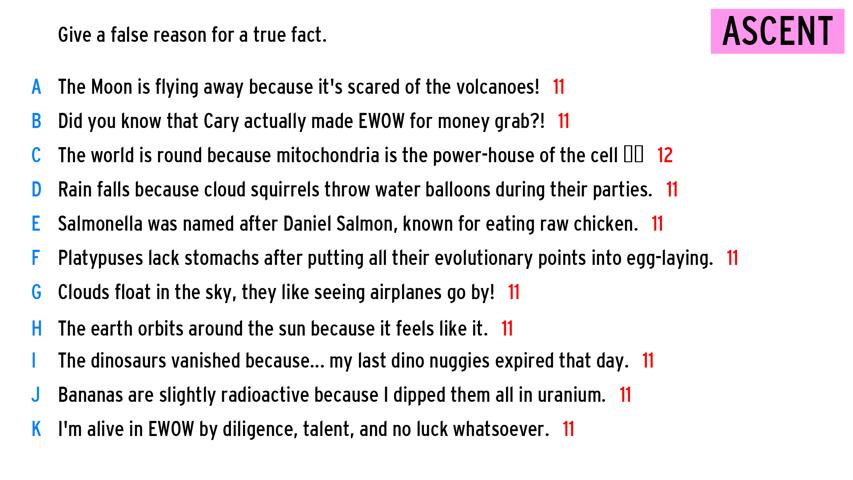 Give a false reason for a true fact.
ASCENT
A The Moon is flying away because it's scared of the volcanoes! 11
B Did you know that Cary actually made EWOW for money grab?! 11
C The world is round because mitochondria is the power-house of the cell 12
D Rain falls because cloud squirrels throw water balloons during their parties. 11
E Salmonella was named after Daniel Salmon, known for eating raw chicken. 11
F Platypuses lack stomachs after putting all their evolutionary points into egg-laying. 11
G Clouds float in the sky, they like seeing airplanes go by! 11
H The earth orbits around the sun because it feels like it. 11
I The dinosaurs vanished because... my last dino nuggies expired that day. 11
J Bananas are slightly radioactive because I dipped them all in uranium. 11
K I'm alive in EWOW by diligence, talent, and no luck whatsoever. 11